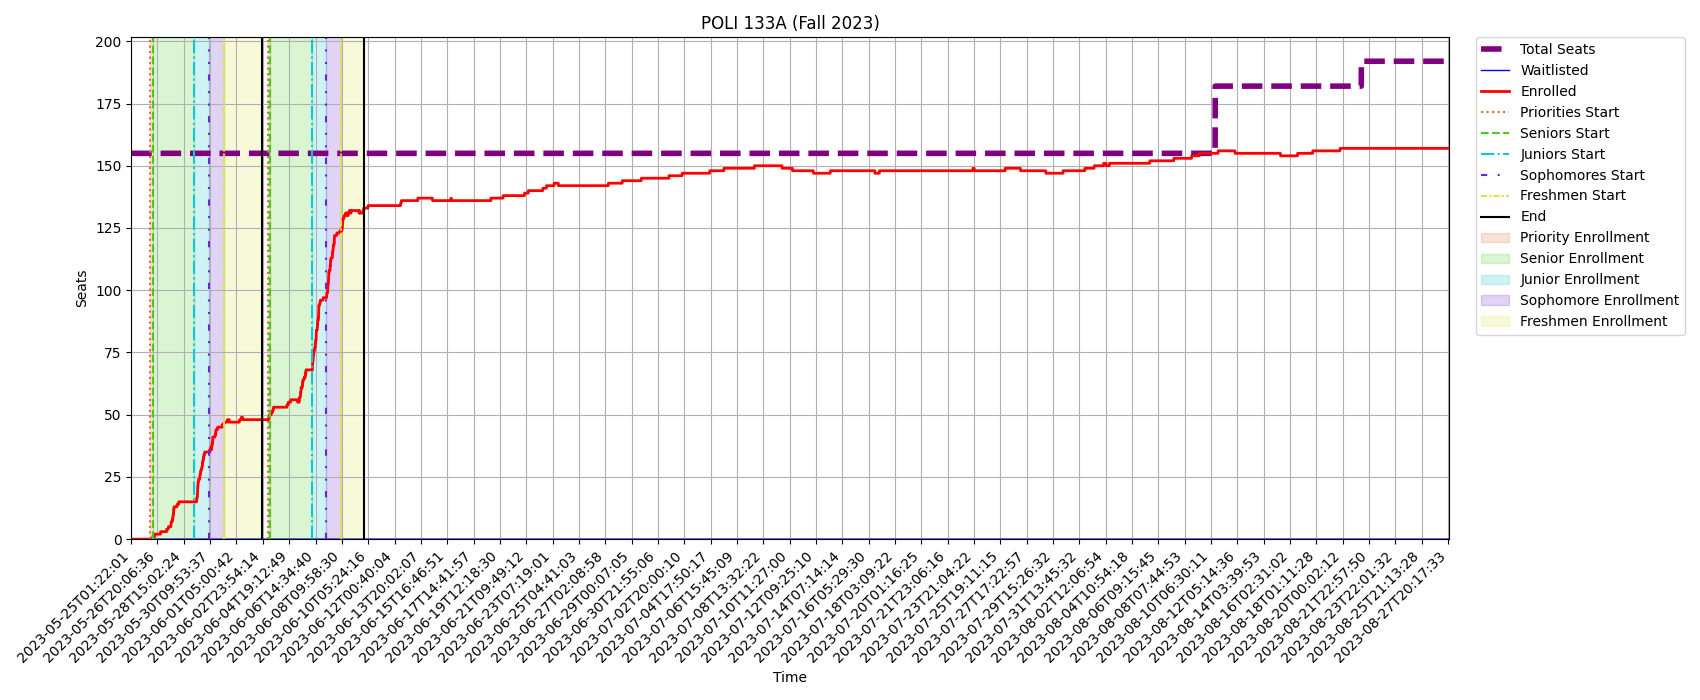 POLI 133A (Fall 2023)
200
175
150
125
100
75
50
25
0
Seats
2023-05-25T01:22:01
2023-05-26T20:06:36
2023-05-28T15:02:24
2023-05-30T09:53:37
2023-06-01T05:00:42
2023-06-02T23:54:14
2023-06-04T19:12:49
2023-06-06T14:34:40
2023-06-08T09:58:30
2023-06-10T05:24:16
2023-06-12T00:40:04
2023-06-13T20:02:07
2023-06-15T16:46:51
2023-06-17T14:41:57
2023-06-19T12:18:30
2023-06-21T09:49:12
2023-06-23T07:19:01
2023-06-25T04:41:03
2023-06-27T02:08:58
2023-06-29T00:07:05
2023-06-30T21:55:06
2023-07-02T20:00:10
2023-07-04T17:50:17
2023-07-06T15:45:09
2023-07-08T13:32:22
2023-07-10T11:27:00
2023-07-12T09:25:10
2023-07-14T07:14:14
2023-07-16T05:29:30
2023-07-18T03:09:22
2023-07-20T01:16:25
2023-07-21T23:06:16
2023-07-23T21:04:22
2023-07-25T19:11:15
2023-07-27T17:22:57
2023-07-29T15:26:32
2023-07-31T13:45:32
2023-08-02T12:06:54
2023-08-04T10:54:18
2023-08-06T09:15:45
2023-08-08T07:44:53
2023-08-10T06:30:11
2023-08-12T05:14:36
2023-08-14T03:39:53
2023-08-16T02:31:02
2023-08-18T01:11:28
2023-08-20T00:02:12
2023-08-21T22:57:50
2023-08-23T22:01:32
2023-08-25T21:13:28
2023-08-27T20:17:33
Time
Total Seats
Waitlisted
Enrolled
Priorities Start
Seniors Start
Juniors Start
Sophomores Start
Freshmen Start
End
Priority Enrollment
Senior Enrollment
Junior Enrollment
Sophomore Enrollment
Freshmen Enrollment